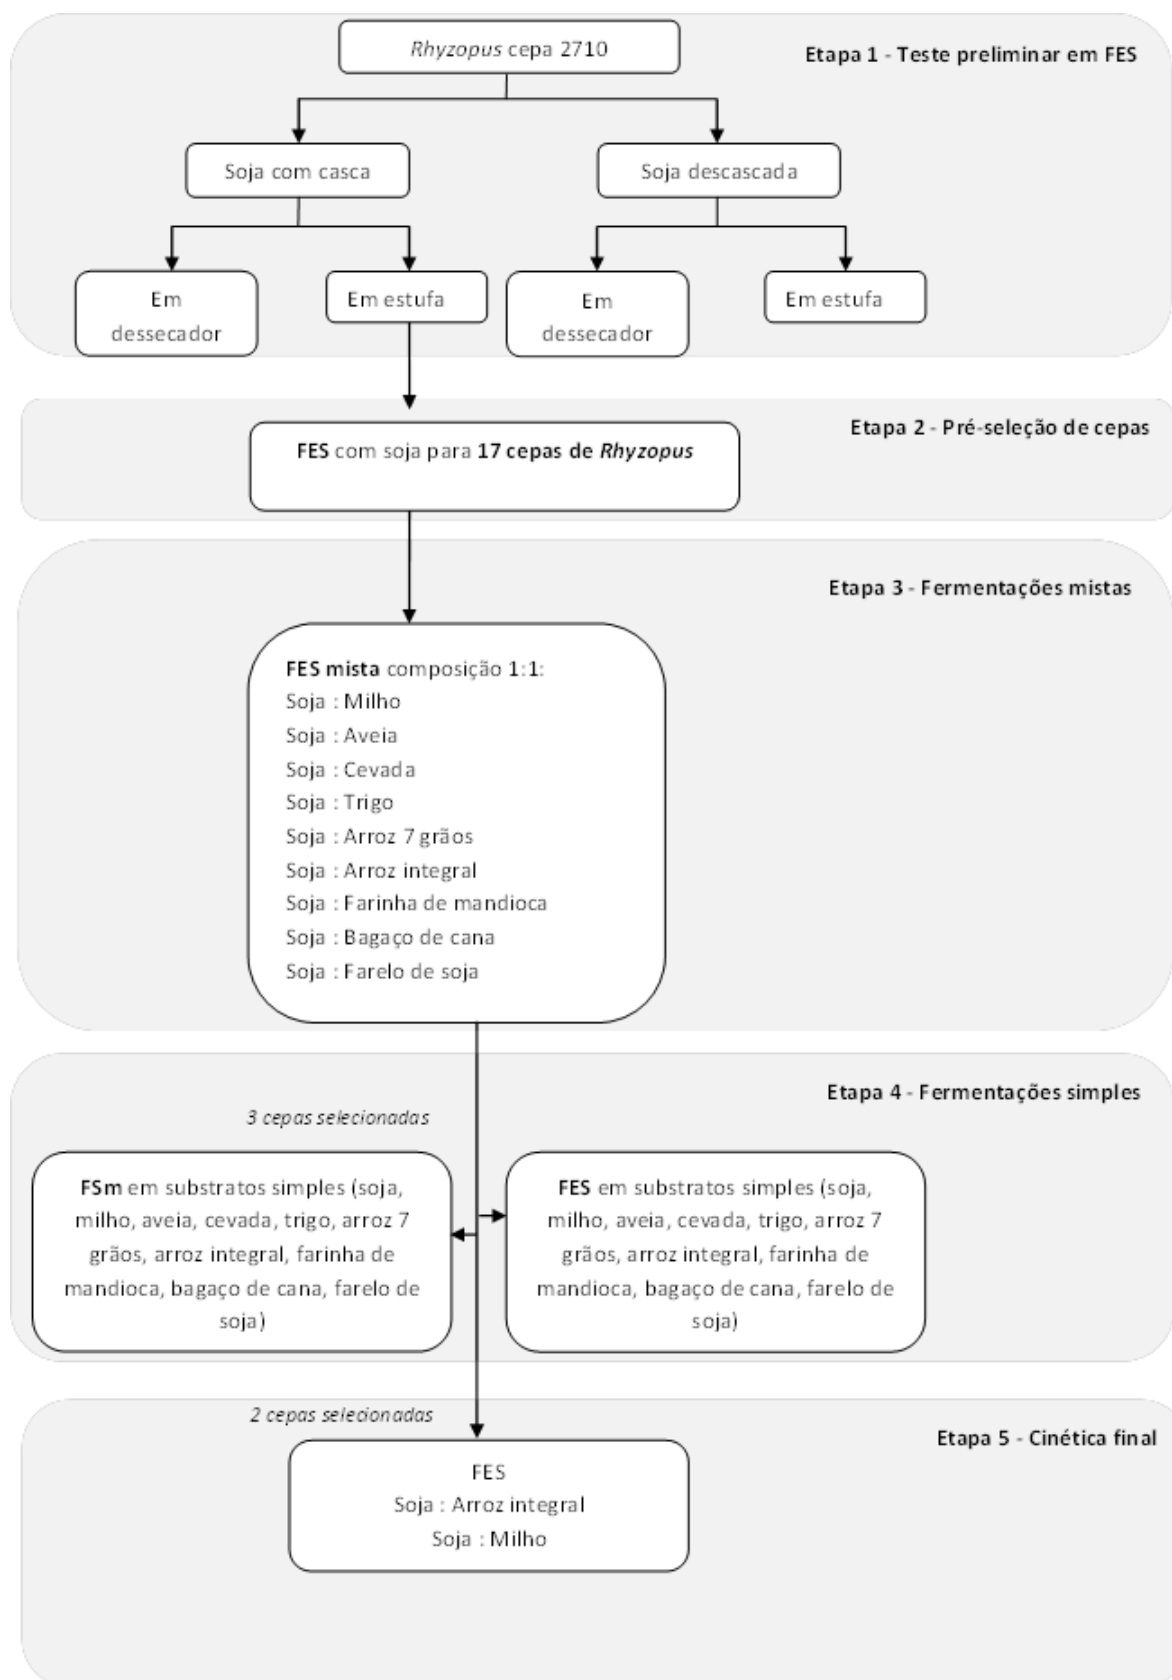 Rhyzopus cepa 2710
Etapa 1 - Teste preliminar em FES
Soja com casca
Soja descascada
Em
dessecador
Em estufa
Em
dessecador
Em estufa
Etapa 2 - Pré-seleção de cepas
FES com soja para 17 cepas de Rhyzopus
Etapa 3 - Fermentações mistas
FES mista composição 1:1:
Soja : Milho
Soja : Aveia
Soja : Cevada
Soja : Trigo
Soja : Arroz 7 grãos
Soja : Arroz integral
Soja : Farinha de mandioca
Soja : Bagaço de cana
Soja : Farelo de soja
Etapa 4 - Fermentações simples
3 cepas selecionadas
FSm em substratos simples (soja,
milho, aveia, cevada, trigo, arroz 7
grãos, arroz integral, farinha de
mandioca, bagaço de cana, farelo de
soja)
FES em substratos simples (soja,
milho, aveia, cevada, trigo, arroz 7
grãos, arroz integral, farinha de
mandioca, bagaço de cana, farelo de
soja)
2 cepas selecionadas
Etapa 5 - Cinética final
FES
Soja : Arroz integral
Soja : Milho